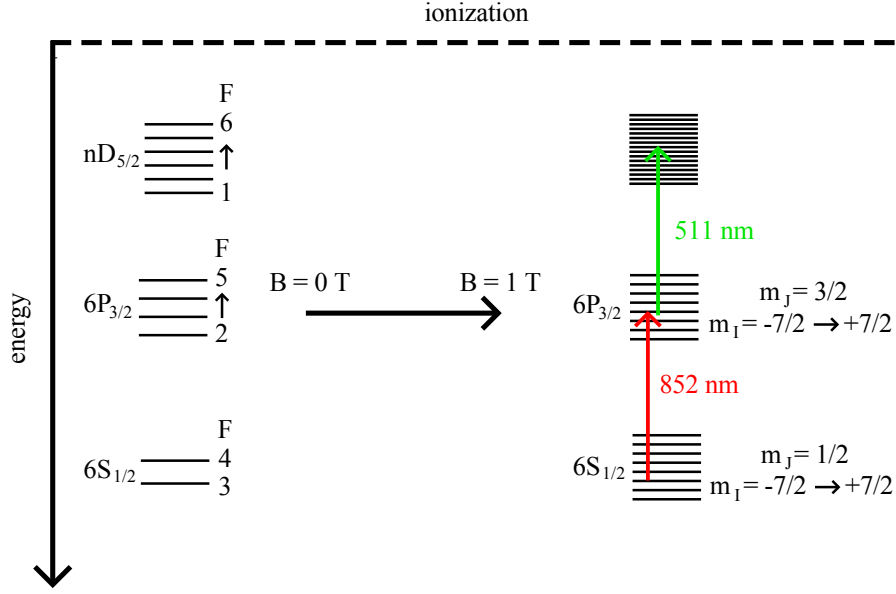 ionization
F
6
nD5/2
↑
1
511 nm
F
5
B = 0 T
B = 1 T
6P3/2
↑
2
6P3/2
mJ = 3/2
mI = -7/2 → +7/2
energy
852 nm
F
4
6S1/2
3
6S1/2
mJ = 1/2
mI = -7/2 → +7/2